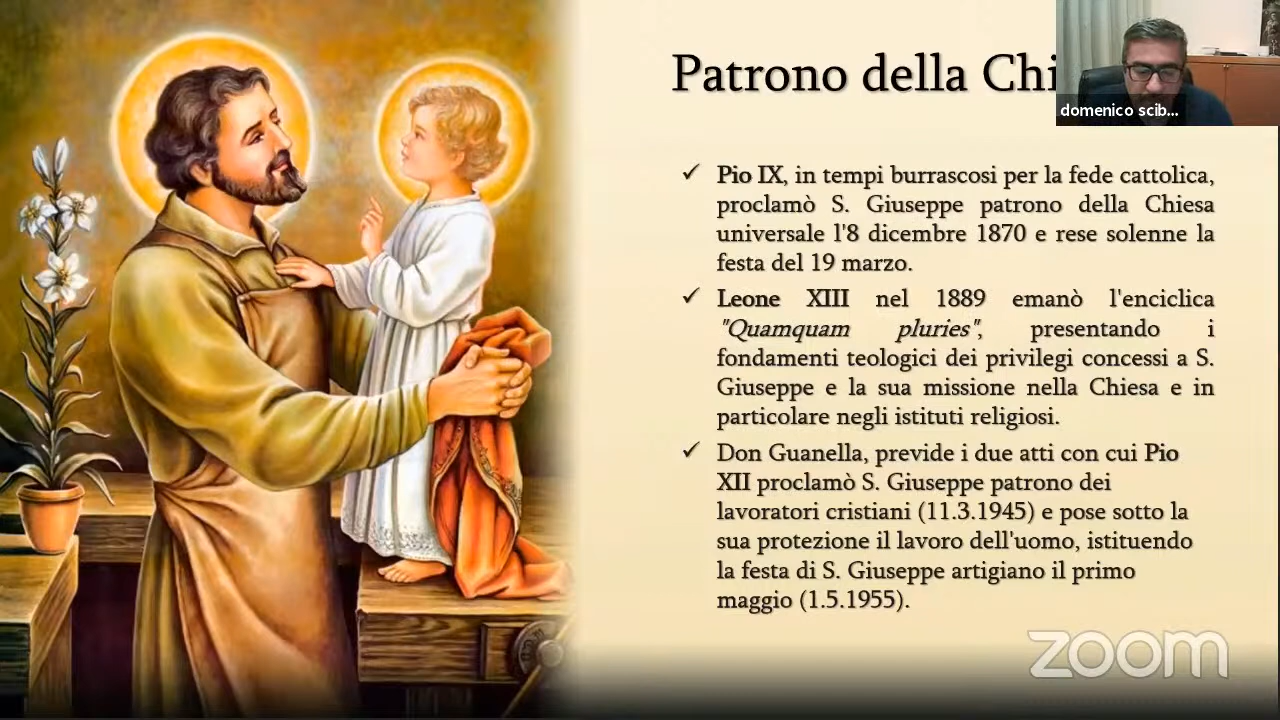 Patrono della Chi
domenico scib...
Pio IX, in tempi burrascosi per la fede cattolica,
proclamò S. Giuseppe patrono della Chiesa
universale l'8 dicembre 1870 e rese solenne la
festa del 19 marzo.
Leone XIII nel 1889 emanò l'enciclica
"Quamquam pluries", presentando i
fondamenti teologici dei privilegi concessi a S.
Giuseppe e la sua missione nella Chiesa e in
particolare negli istituti religiosi.
Don Guanella, previde i due atti con cui Pio
XII proclamò S. Giuseppe patrono dei
lavoratori cristiani (11.3.1945) e pose sotto la
sua protezione il lavoro dell'uomo, istituendo
la festa di S. Giuseppe artigiano il primo
maggio (1.5.1955).
zoom